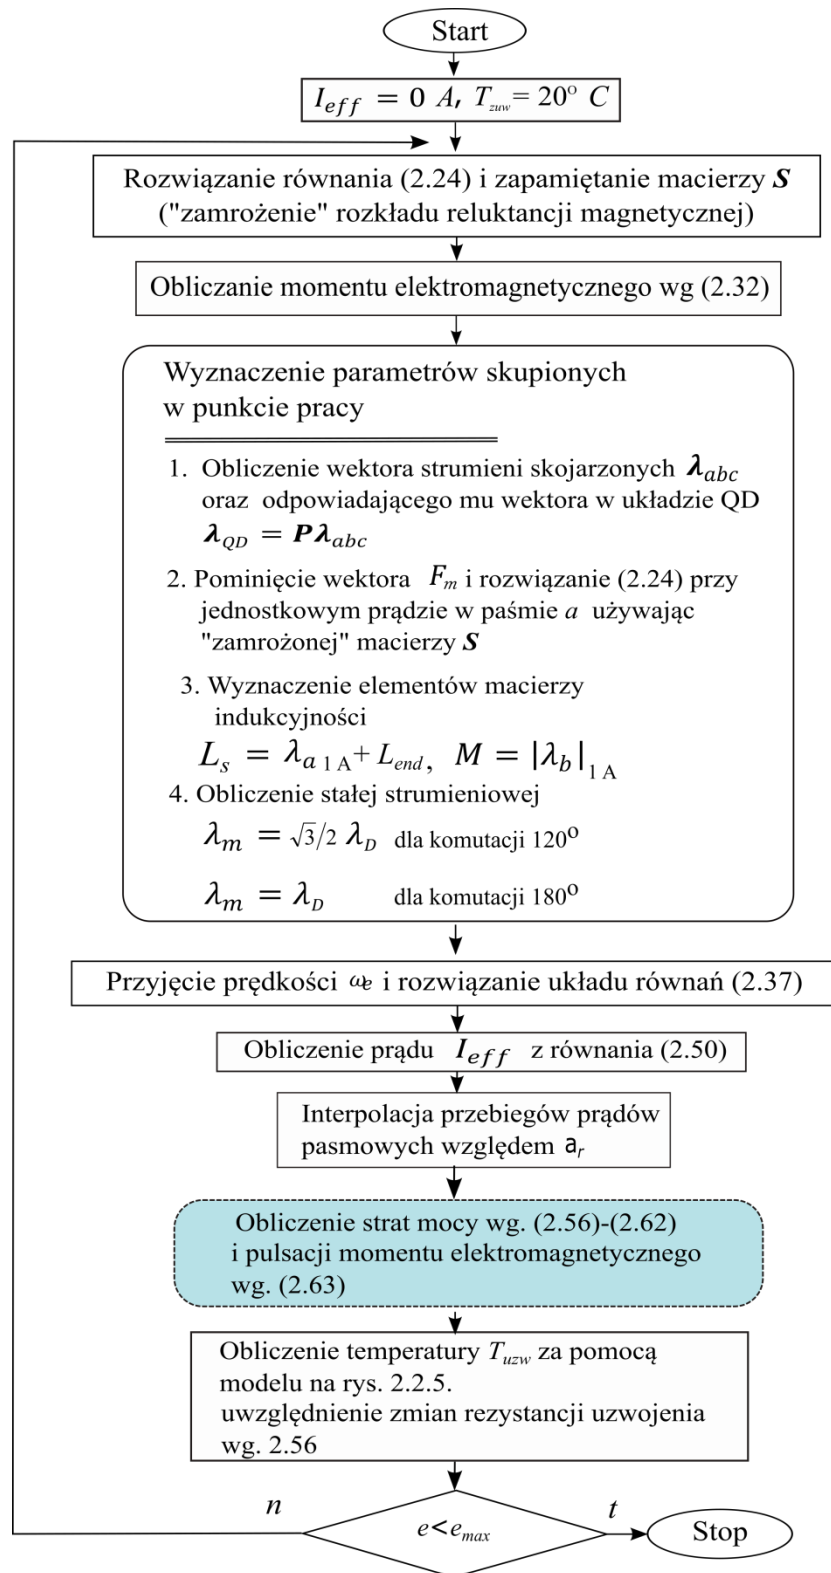 Start
I_eff = 0 A, T_zuw = 20° C
Rozwiązanie równania (2.24) i zapamiętanie macierzy S
("zamrożenie" rozkładu reluktancji magnetycznej)
Obliczanie momentu elektromagnetycznego wg (2.32)
Wyznaczenie parametrów skupionych
w punkcie pracy
1. Obliczenie wektora strumieni skojarzonych λ_abc
oraz odpowiadającego mu wektora w układzie QD
λ_QD = Pλ_abc
2. Pominięcie wektora F_m i rozwiązanie (2.24) przy
jednostkowym prądzie w paśmie a używając
"zamrożonej" macierzy S
3. Wyznaczenie elementów macierzy
indukcyjności
L_s = λ_a 1 A + L_end, M = |λ_b|_1 A
4. Obliczenie stałej strumieniowej
λ_m = √3/2 λ_D dla komutacji 120°
λ_m = λ_D dla komutacji 180°
Przyjęcie prędkości ω_e i rozwiązanie układu równań (2.37)
Obliczenie prądu I_eff z równania (2.50)
Interpolacja przebiegów prądów
pasmowych względem a_r
Obliczenie strat mocy wg. (2.56)-(2.62)
i pulsacji momentu elektromagnetycznego
wg. (2.63)
Obliczenie temperatury T_uzw za pomocą
modelu na rys. 2.2.5.
uwzględnienie zmian rezystancji uzwojenia
wg. 2.56
n
e<e_max
t
Stop